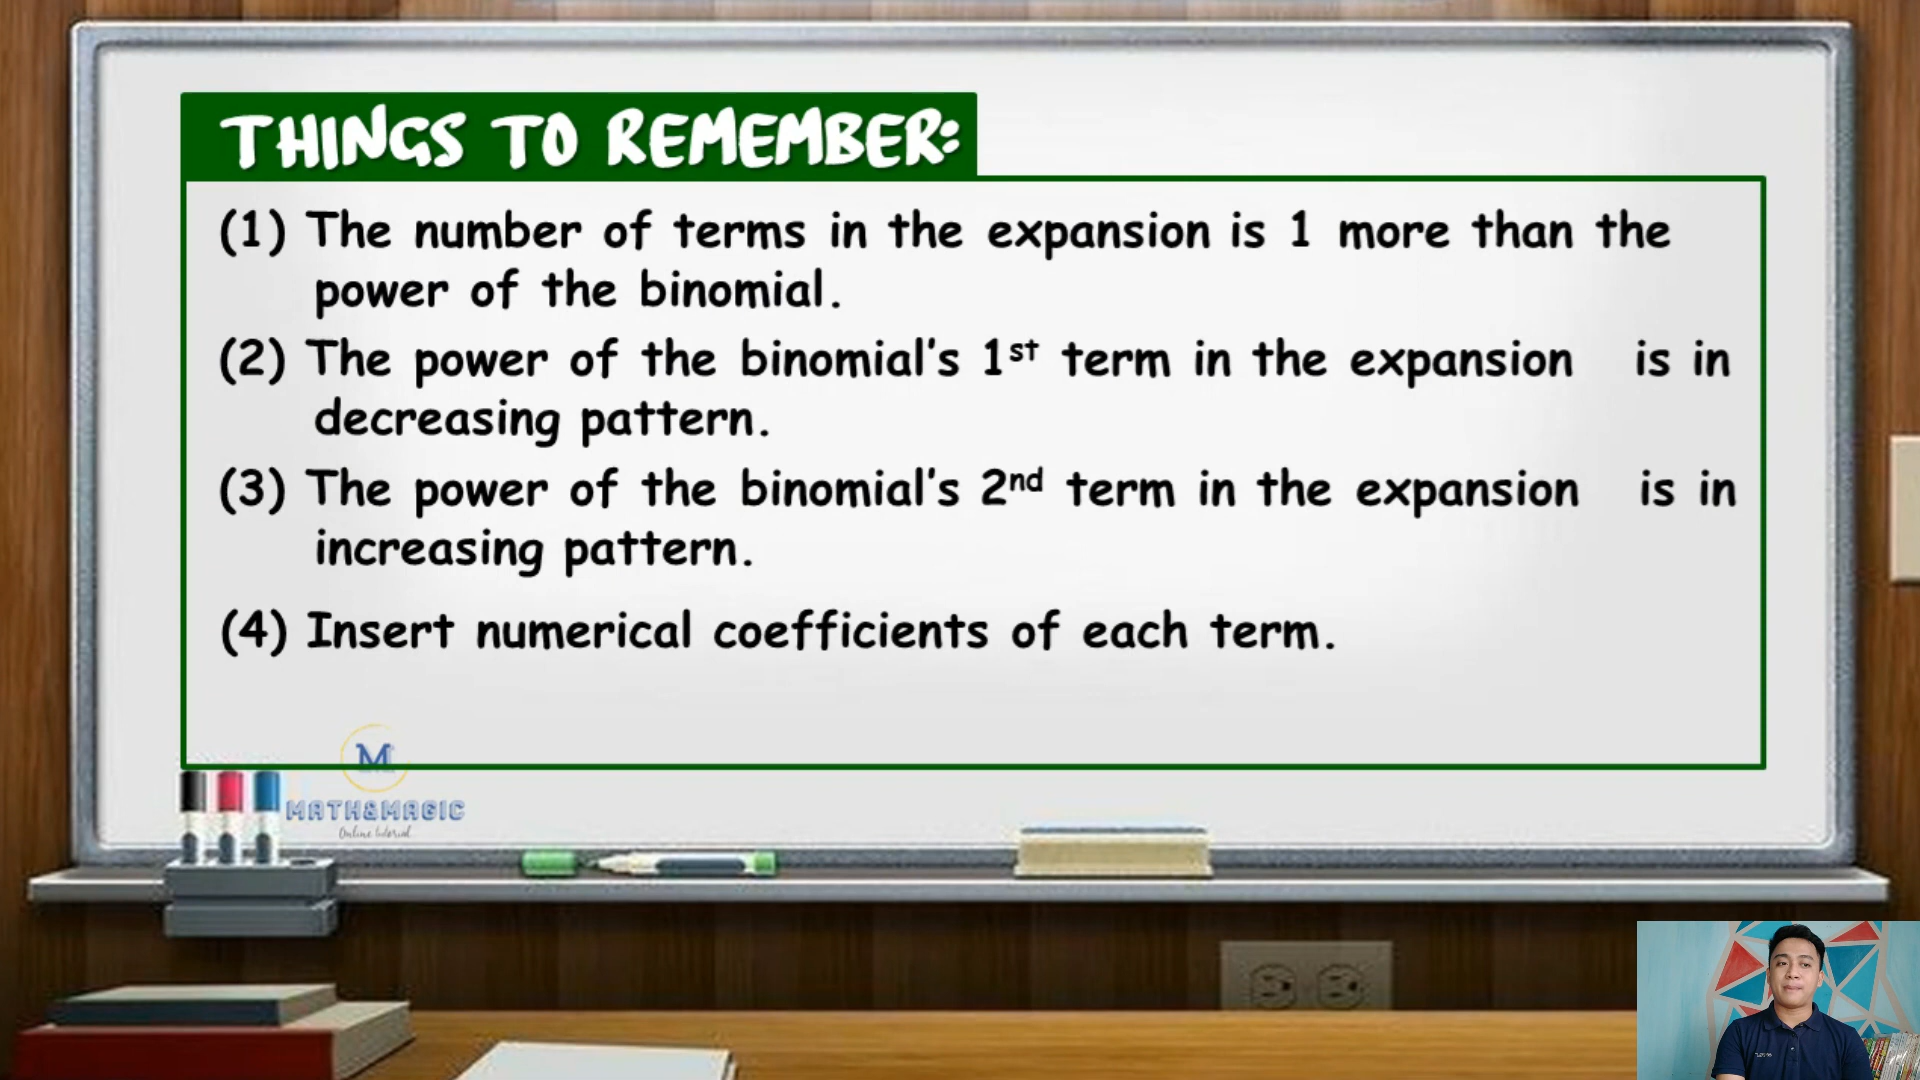 THINGS TO REMEMBER:
(1) The number of terms in the expansion is 1 more than the
power of the binomial.
(2) The power of the binomial's 1st term in the expansion is in
decreasing pattern.
(3) The power of the binomial's 2nd term in the expansion is in
increasing pattern.
(4) Insert numerical coefficients of each term.
M
MATH&MAGIC
Online tutorial